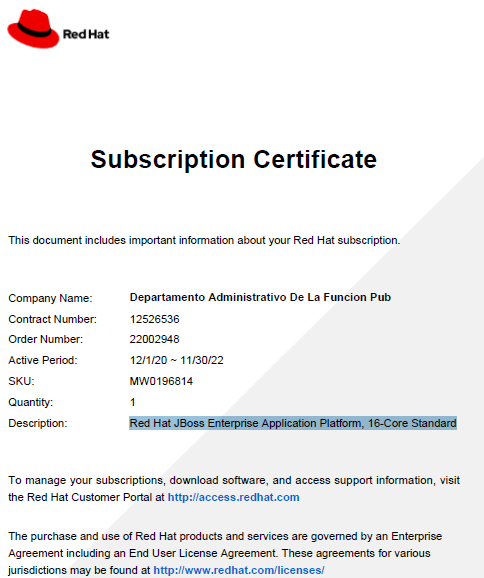 Red Hat
Subscription Certificate
This document includes important information about your Red Hat subscription.
Company Name: Departamento Administrativo De La Funcion Pub
Contract Number: 12526536
Order Number: 22002948
Active Period: 12/1/20 ~ 11/30/22
SKU: MW0196814
Quantity: 1
Description: Red Hat JBoss Enterprise Application Platform, 16-Core Standard
To manage your subscriptions, download software, and access support information, visit
the Red Hat Customer Portal at http://access.redhat.com
The purchase and use of Red Hat products and services are governed by an Enterprise
Agreement including an End User License Agreement. These agreements for various
jurisdictions may be found at http://www.redhat.com/licenses/